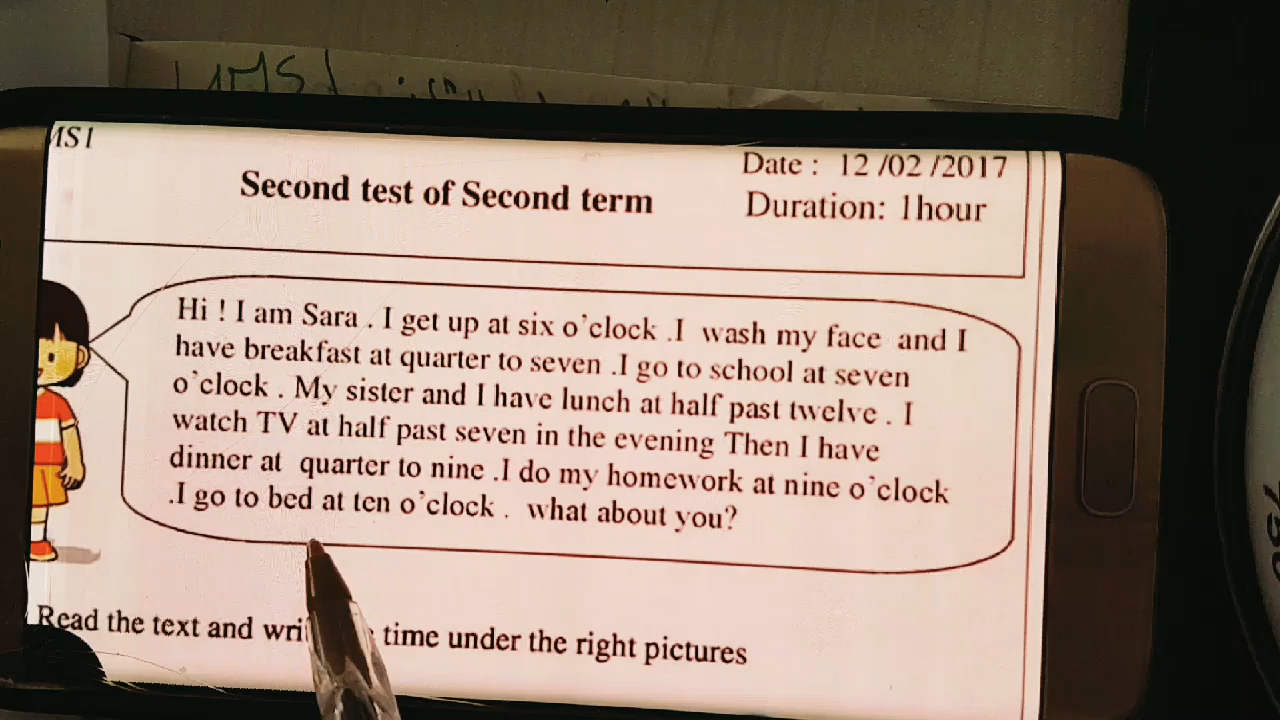 MS1
Date : 12 /02 /2017
Second test of Second term
Duration: 1hour
Hi ! I am Sara . I get up at six o'clock .I wash my face and I
have breakfast at quarter to seven .I go to school at seven
o'clock . My sister and I have lunch at half past twelve . I
watch TV at half past seven in the evening Then I have
dinner at quarter to nine .I do my homework at nine o'clock
.I go to bed at ten o'clock . what about you?
Read the text and time under the right pictures